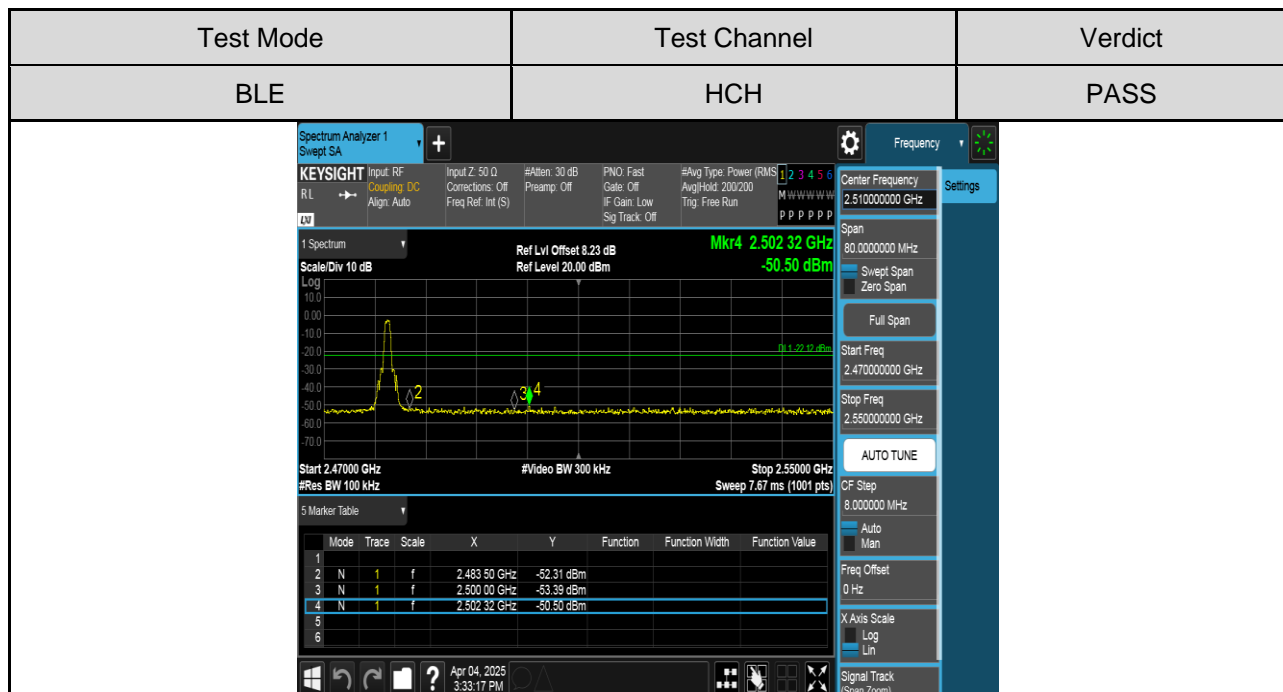 Test Mode Test Channel Verdict
BLE HCH PASS
Spectrum Analyzer 1
Swept SA
+
Frequency
KEYSIGHT Input: RF Input Z: 50 Ω #Atten: 30 dB PNO: Fast #Avg Type: Power (RMS 1 2 3 4 5 6
RL Coupling: DC Corrections: Off Preamp: Off Gate: Off Avg|Hold: 200/200 M W W W W W
Align: Auto Freq Ref: Int (S) IF Gain: Low Trig: Free Run
LXI Sig Track: Off P P P P P P
1 Spectrum
Ref Lvl Offset 8.23 dB
Mkr4 2.502 32 GHz
Scale/Div 10 dB Ref Level 20.00 dBm -50.50 dBm
Log
10.0
0.00
-10.0
-20.0
DL1 -22.12 dBm
-30.0
-40.0
2 3 4
-50.0
-60.0
-70.0
Start 2.47000 GHz #Video BW 300 kHz Stop 2.55000 GHz
#Res BW 100 kHz Sweep 7.67 ms (1001 pts)
5 Marker Table
Mode Trace Scale X Y Function Function Width Function Value
1
2 N 1 f 2.483 50 GHz -52.31 dBm
3 N 1 f 2.500 00 GHz -53.39 dBm
4 N 1 f 2.502 32 GHz -50.50 dBm
5
6
?
Apr 04, 2025
3:33:17 PM
Center Frequency
2.510000000 GHz
Settings
Span
80.0000000 MHz
Swept Span
Zero Span
Full Span
Start Freq
2.470000000 GHz
Stop Freq
2.550000000 GHz
AUTO TUNE
CF Step
8.000000 MHz
Auto
Man
Freq Offset
0 Hz
X Axis Scale
Log
Lin
Signal Track
(Span Zoom)